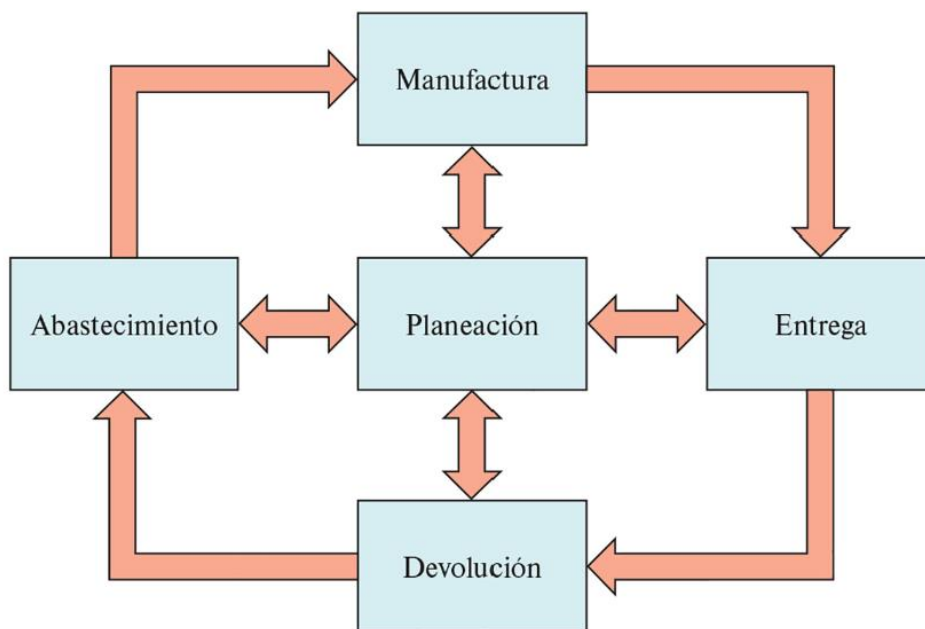 Manufactura
Abastecimiento
Planeación
Entrega
Devolución